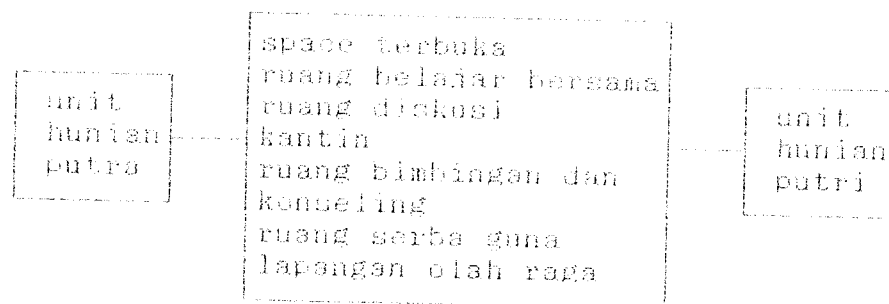 unit
hunian
putra
space terbuka
ruang belajar bersama
ruang diskusi
kantin
ruang bimbingan dan
konseling
ruang serba guna
lapangan olah raga
unit
hunian
putri